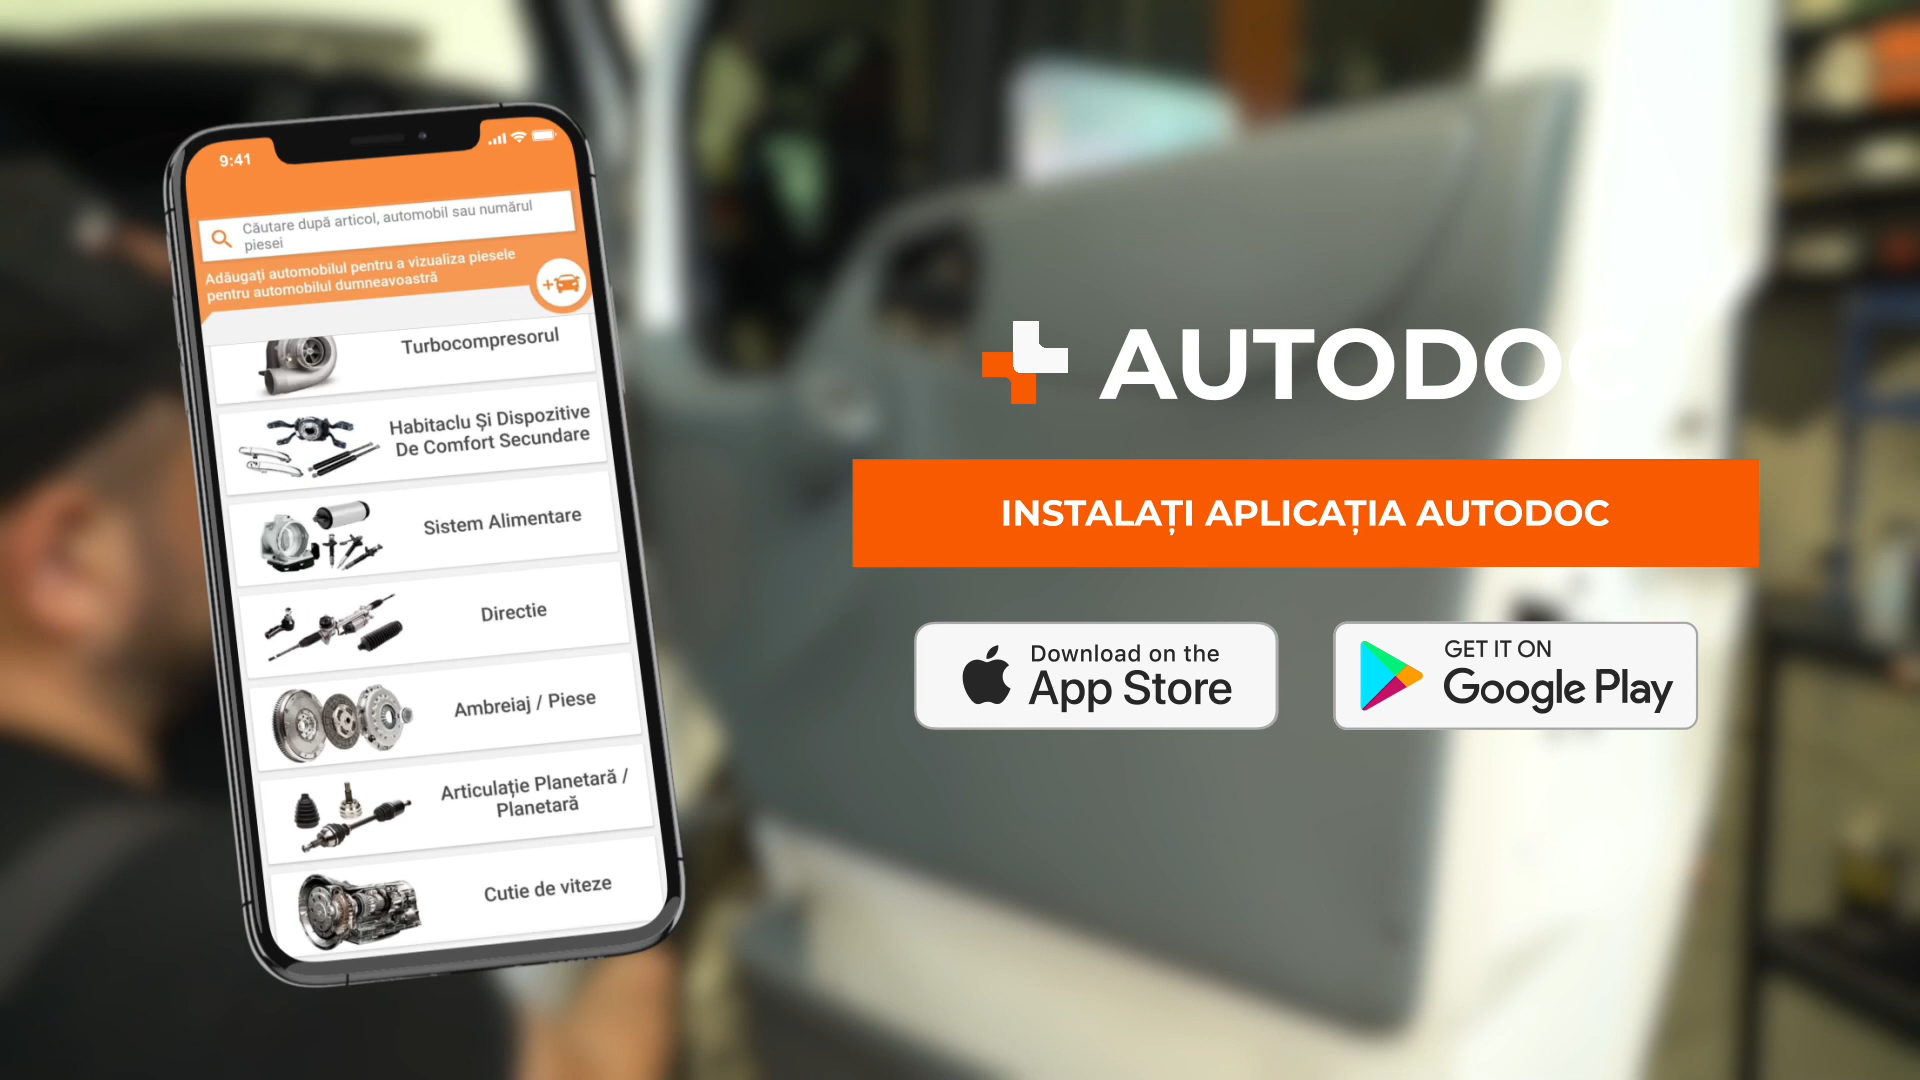 9:41
Căutare după articol, automobil sau numărul
piesei
Adăugați automobilul pentru a vizualiza piesele
pentru automobilul dumneavoastră
Turbocompresorul
Habitaclu Și Dispozitive
De Comfort Secundare
Sistem Alimentare
Directie
Ambreiaj / Piese
Articulație Planetară /
Planetară
Cutie de viteze
AUTODOC
INSTALAȚI APLICAȚIA AUTODOC
Download on the
App Store
GET IT ON
Google Play